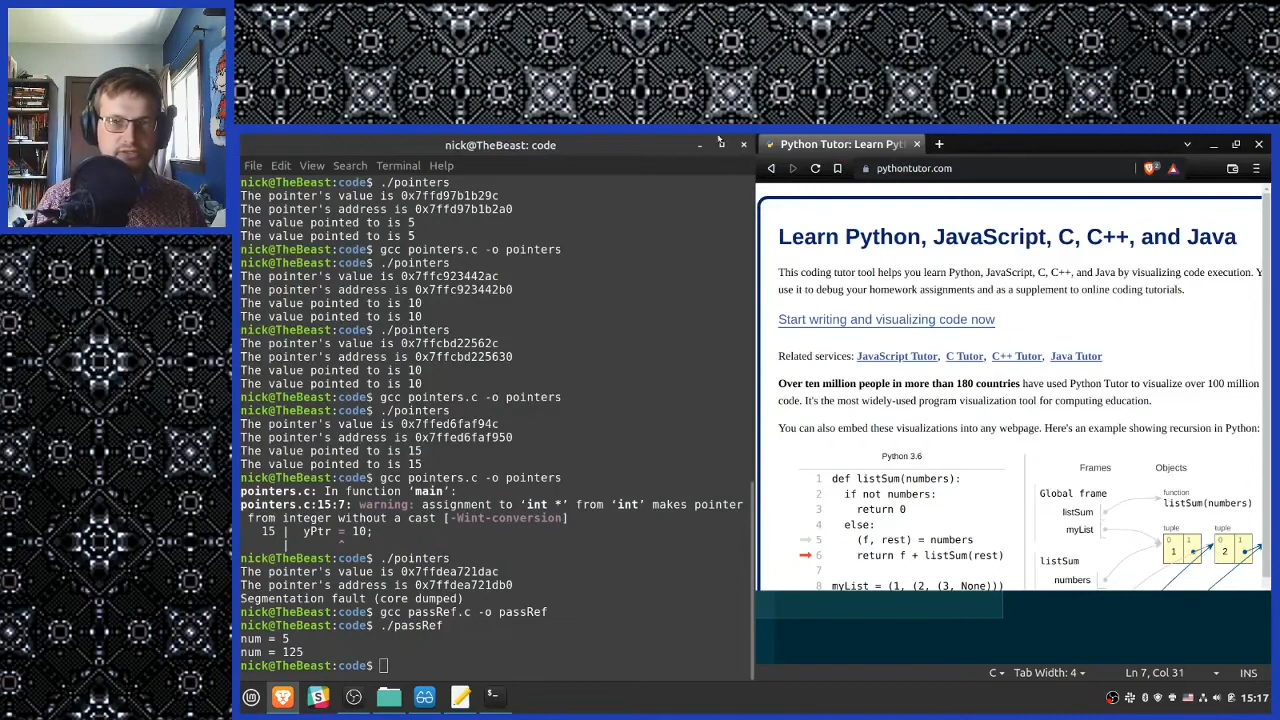 nick@TheBeast: code
File Edit View Search Terminal Help
nick@TheBeast:code$ ./pointers
The pointer's value is 0x7ffd97b1b29c
The pointer's address is 0x7ffd97b1b2a0
The value pointed to is 5
The value pointed to is 5
nick@TheBeast:code$ gcc pointers.c -o pointers
nick@TheBeast:code$ ./pointers
The pointer's value is 0x7ffc923442ac
The pointer's address is 0x7ffc923442b0
The value pointed to is 10
The value pointed to is 10
nick@TheBeast:code$ ./pointers
The pointer's value is 0x7ffcbd22562c
The pointer's address is 0x7ffcbd225630
The value pointed to is 10
The value pointed to is 10
nick@TheBeast:code$ gcc pointers.c -o pointers
nick@TheBeast:code$ ./pointers
The pointer's value is 0x7ffed6faf94c
The pointer's address is 0x7ffed6faf950
The value pointed to is 15
The value pointed to is 15
nick@TheBeast:code$ gcc pointers.c -o pointers
pointers.c: In function ‘main’:
pointers.c:15:7: warning: assignment to ‘int *’ from ‘int’ makes pointer
from integer without a cast [-Wint-conversion]
15 | yPtr = 10;
| ^
nick@TheBeast:code$ ./pointers
The pointer's value is 0x7ffdea721dac
The pointer's address is 0x7ffdea721db0
Segmentation fault (core dumped)
nick@TheBeast:code$ gcc passRef.c -o passRef
nick@TheBeast:code$ ./passRef
num = 5
num = 125
nick@TheBeast:code$
Python Tutor: Learn Pyt
pythontutor.com
Learn Python, JavaScript, C, C++, and Java
This coding tutor tool helps you learn Python, JavaScript, C, C++, and Java by visualizing code execution. Y
use it to debug your homework assignments and as a supplement to online coding tutorials.
Start writing and visualizing code now
Related services: JavaScript Tutor, C Tutor, C++ Tutor, Java Tutor
Over ten million people in more than 180 countries have used Python Tutor to visualize over 100 million
code. It's the most widely-used program visualization tool for computing education.
You can also embed these visualizations into any webpage. Here's an example showing recursion in Python:
Python 3.6
1 def listSum(numbers):
2 if not numbers:
3 return 0
4 else:
5 (f, rest) = numbers
6 return f + listSum(rest)
7
8 myList = (1, (2, (3, None)))
Frames Objects
Global frame
listSum
myList
function
listSum(numbers)
tuple tuple
0 1 0 1
1 2
listSum
numbers
C Tab Width: 4 Ln 7, Col 31 INS
15:17